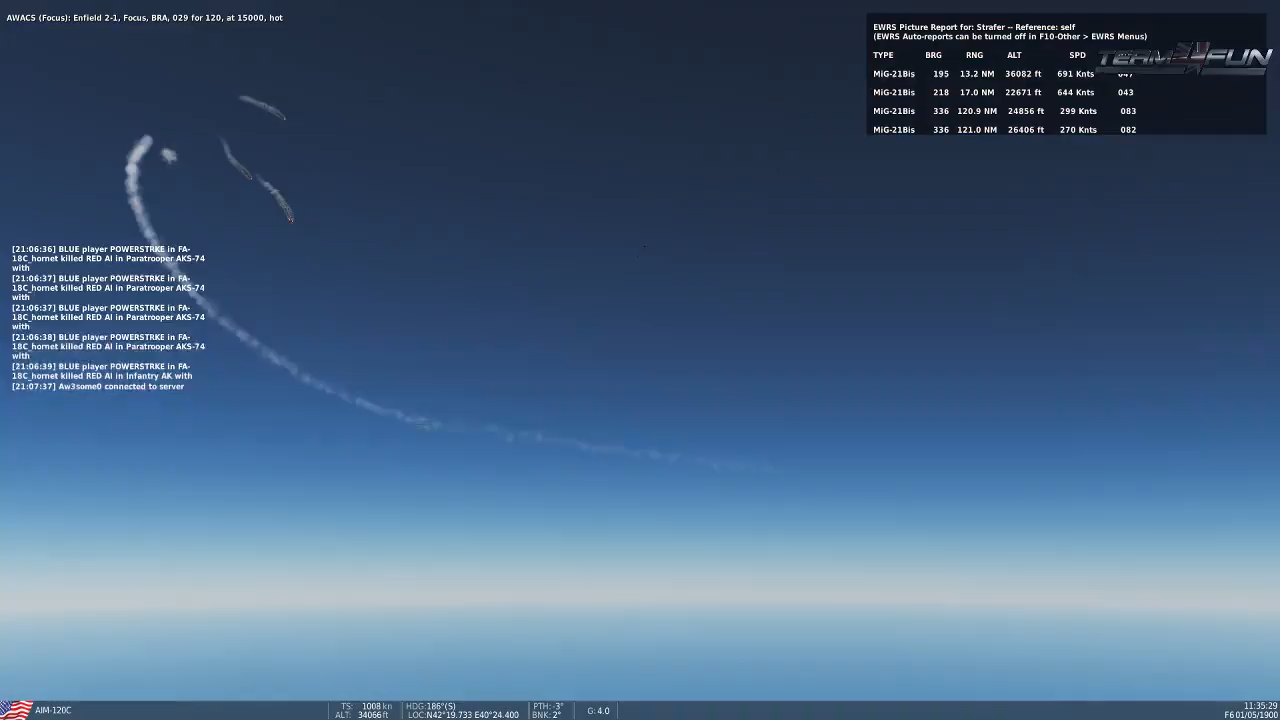 AWACS (Focus): Enfield 2-1, Focus, BRA, 029 for 120, at 15000, hot
EWRS Picture Report for: Strafer -- Reference: self
(EWRS Auto-reports can be turned off in F10-Other > EWRS Menus)
TYPE BRG RNG ALT SPD
TEAM4FUN
MiG-21Bis 195 13.2 NM 36082 ft 691 Knts
MiG-21Bis 218 17.0 NM 22671 ft 644 Knts 043
MiG-21Bis 336 120.9 NM 24856 ft 299 Knts 083
MiG-21Bis 336 121.0 NM 26406 ft 270 Knts 082
[21:06:36] BLUE player POWERSTRKE in FA-
18C_hornet killed RED AI in Paratrooper AKS-74
with
[21:06:37] BLUE player POWERSTRKE in FA-
18C_hornet killed RED AI in Paratrooper AKS-74
with
[21:06:37] BLUE player POWERSTRKE in FA-
18C_hornet killed RED AI in Paratrooper AKS-74
with
[21:06:38] BLUE player POWERSTRKE in FA-
18C_hornet killed RED AI in Paratrooper AKS-74
with
[21:06:39] BLUE player POWERSTRKE in FA-
18C_hornet killed RED AI in Infantry AK with
[21:07:37] Aw3some0 connected to server
AIM-120C
TS: 1008 kn HDG:186°(S) PTH: -3°
ALT: 34066 ft LOC:N42°19.733 E40°24.400 BNK: 2°
G: 4.0
11:35:29
F6 01/05/1900